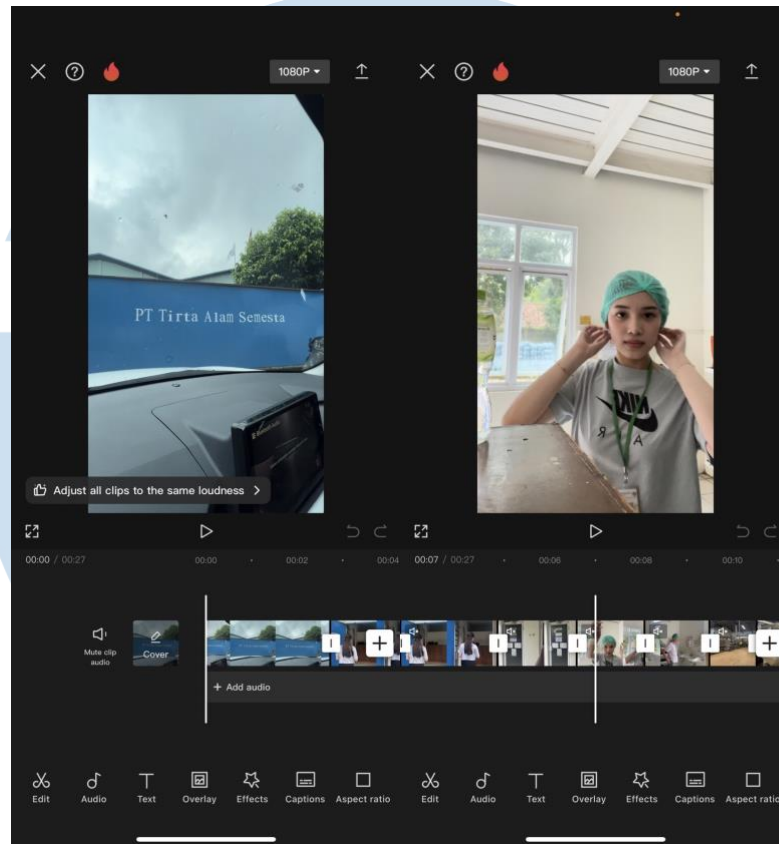 1080P
PT Tirta Alam Semesta
Adjust all clips to the same loudness
00:00 / 00:27
00:00
00:02
00:04
Mute clip
audio
Cover
+ Add audio
Edit
Audio
Text
Overlay
Effects
Captions
Aspect ratio
1080P
00:07 / 00:27
00:06
00:08
00:10
Edit
Audio
Text
Overlay
Effects
Captions
Aspect ratio